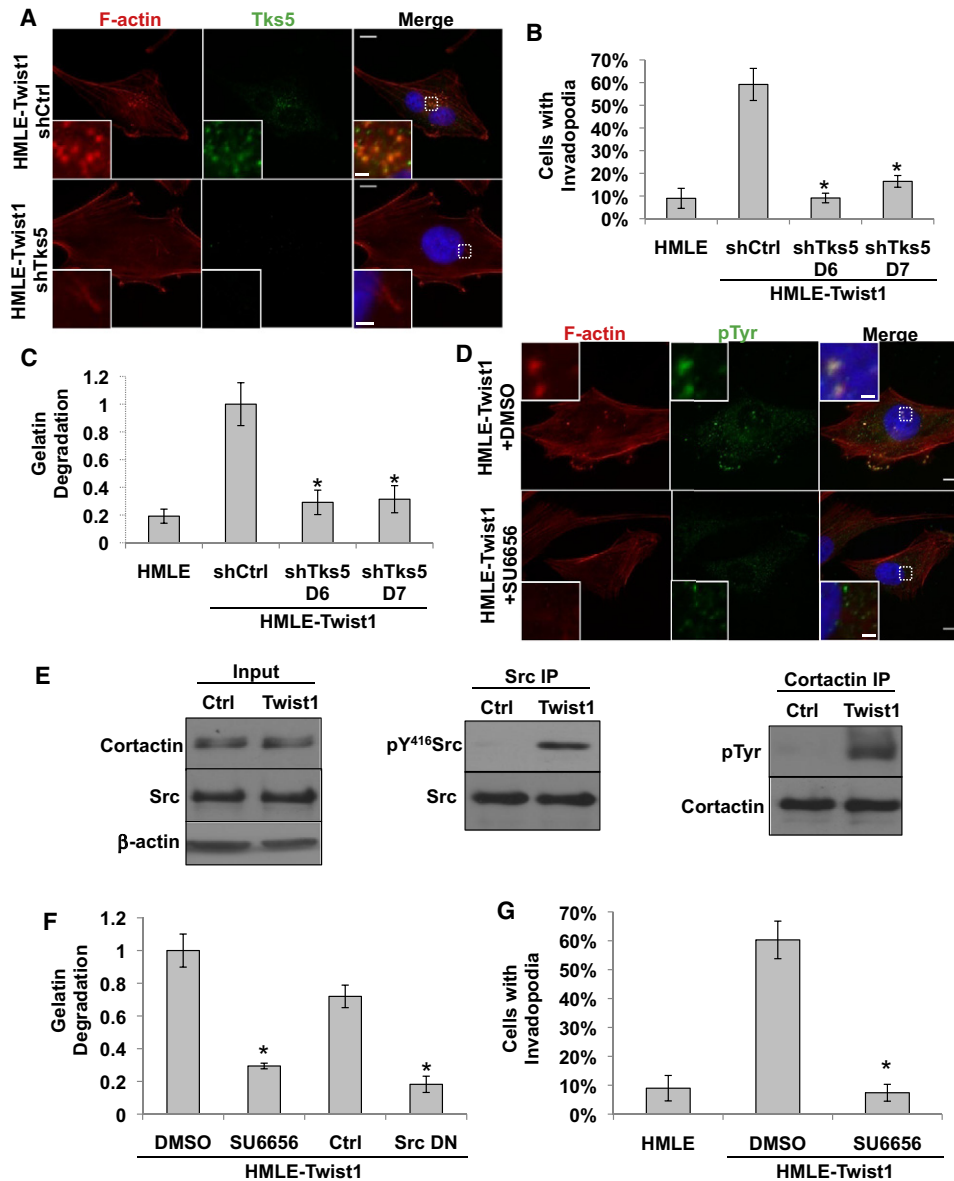 A
F-actin
Tks5
Merge
HMLE-Twist1
shCtrl
HMLE-Twist1
shTks5
B
Cells with
Invadopodia
70%
60%
50%
40%
30%
20%
10%
0%
*
*
HMLE
shCtrl
shTks5
D6
shTks5
D7
HMLE-Twist1
C
Gelatin
Degradation
1.2
1
0.8
0.6
0.4
0.2
0
*
*
HMLE
shCtrl
shTks5
D6
shTks5
D7
HMLE-Twist1
D
F-actin
pTyr
Merge
HMLE-Twist1
+DMSO
HMLE-Twist1
+SU6656
E
Input
Ctrl
Twist1
Cortactin
Src
β-actin
Src IP
Ctrl
Twist1
pY⁴¹⁶Src
Src
Cortactin IP
Ctrl
Twist1
pTyr
Cortactin
F
Gelatin
Degradation
1.2
1
0.8
0.6
0.4
0.2
0
*
*
DMSO
SU6656
Ctrl
Src DN
HMLE-Twist1
G
Cells with
Invadopodia
70%
60%
50%
40%
30%
20%
10%
0%
*
HMLE
DMSO
SU6656
HMLE-Twist1